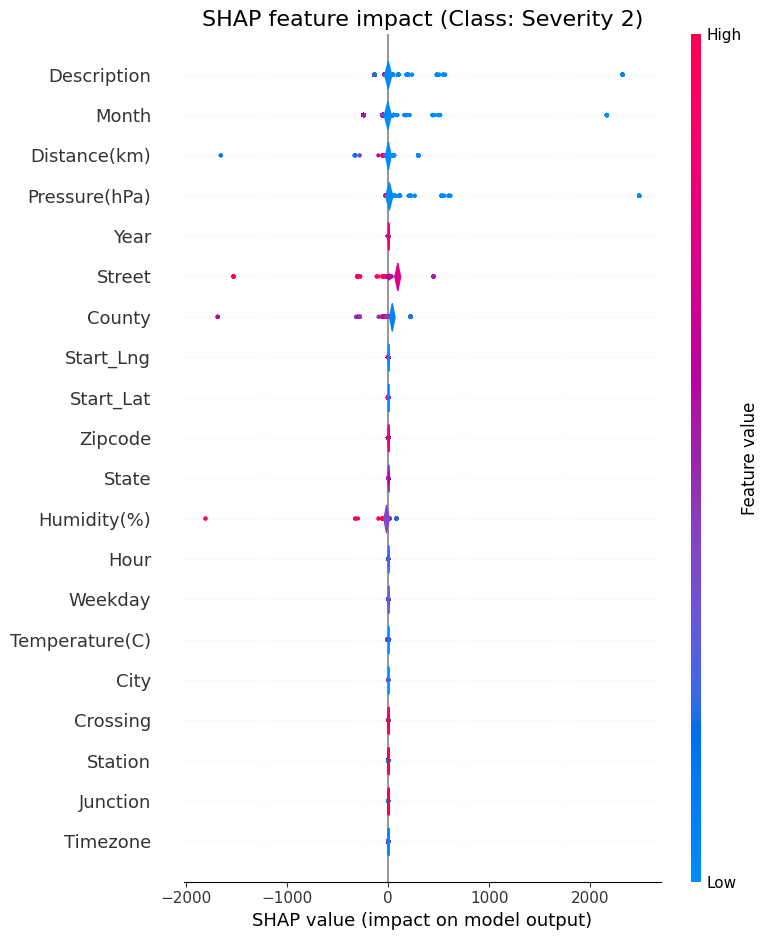 SHAP feature impact (Class: Severity 2)
High
Description
Month
Distance(km)
Pressure(hPa)
Year
Street
County
Start_Lng
Start_Lat
Zipcode
State
Humidity(%)
Hour
Weekday
Temperature(C)
City
Crossing
Station
Junction
Timezone
Feature value
Low
−2000 −1000 0 1000 2000
SHAP value (impact on model output)